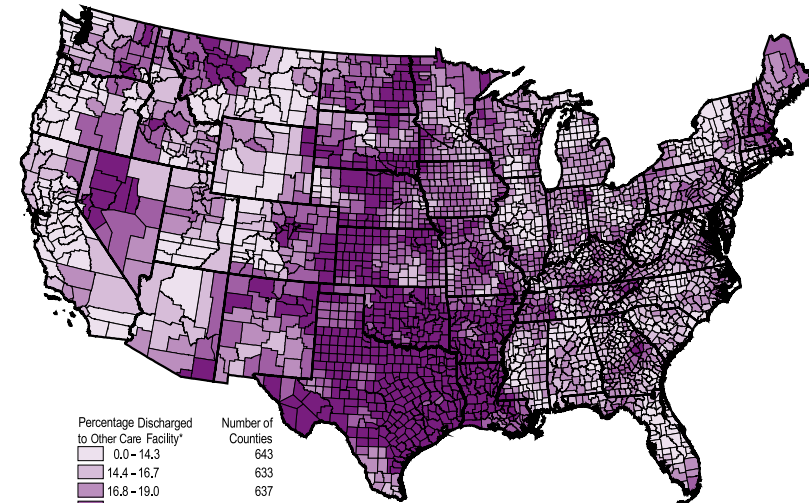 Percentage Discharged Number of
to Other Care Facility* Counties
0.0 – 14.3 643
14.4 – 16.7 633
16.8 – 19.0 637